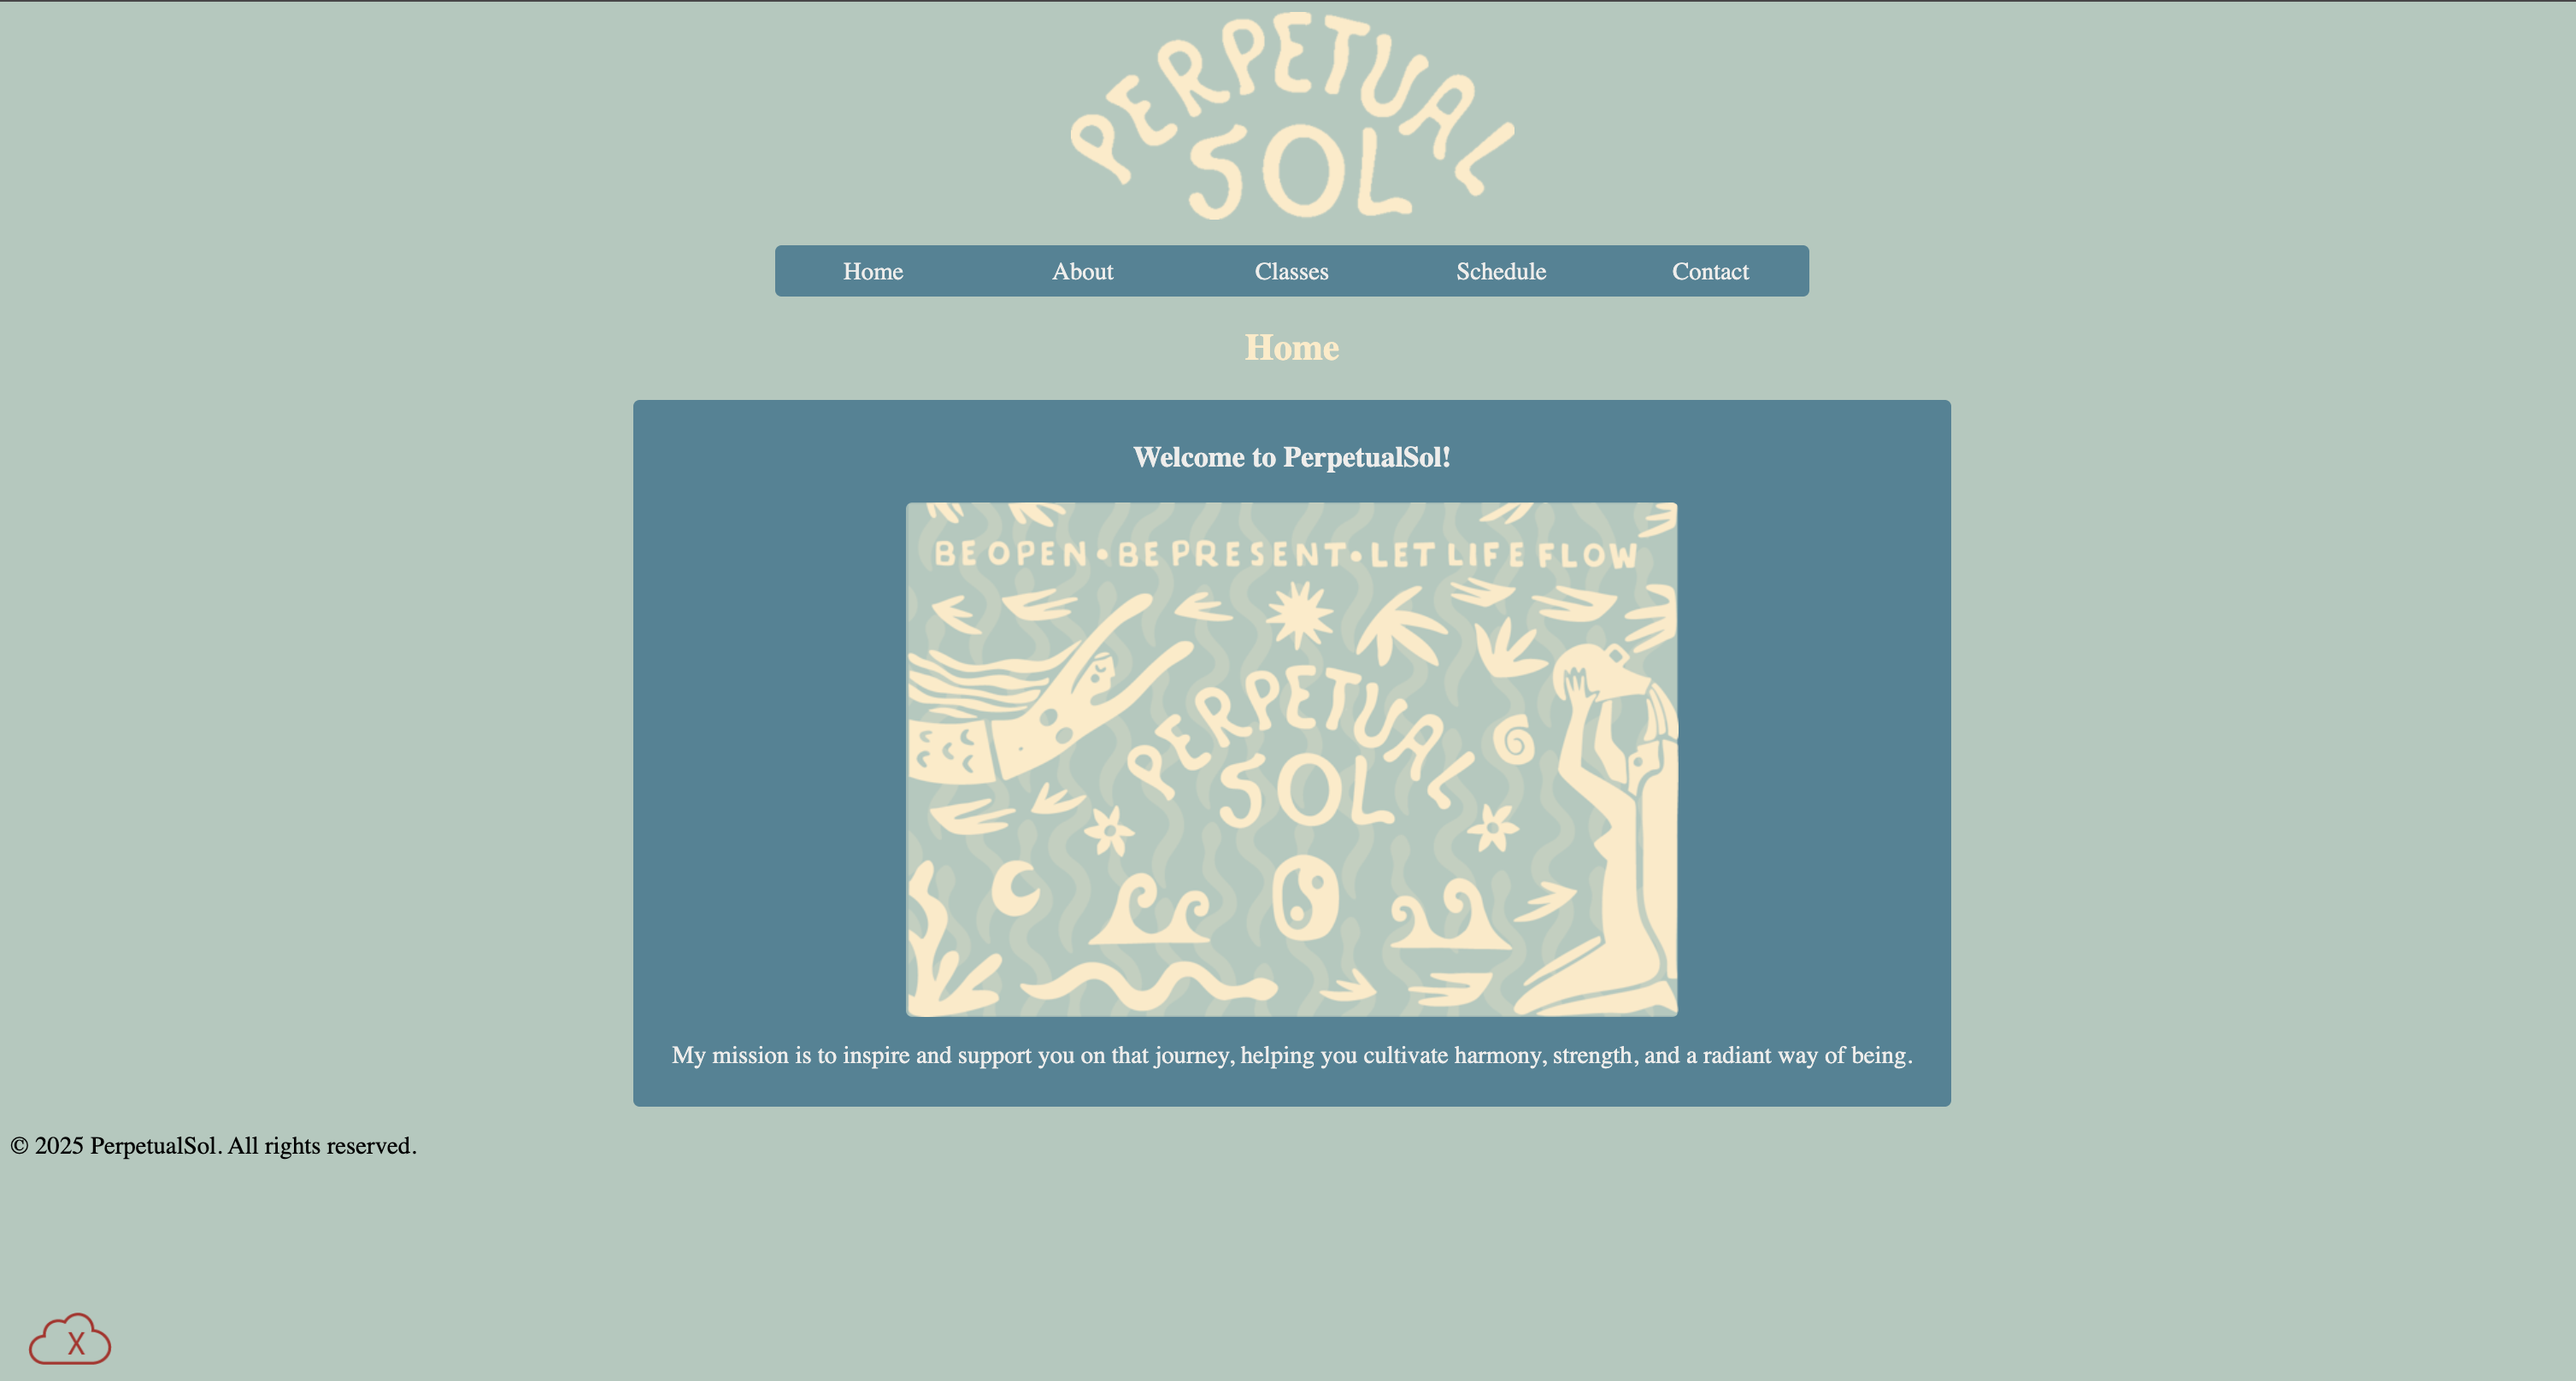 PERPETUAL
SOL
Home About Classes Schedule Contact
Home
Welcome to PerpetualSol!
BE OPEN • BE PRESENT • LET LIFE FLOW
PERPETUAL
SOL
My mission is to inspire and support you on that journey, helping you cultivate harmony, strength, and a radiant way of being.
© 2025 PerpetualSol. All rights reserved.
X